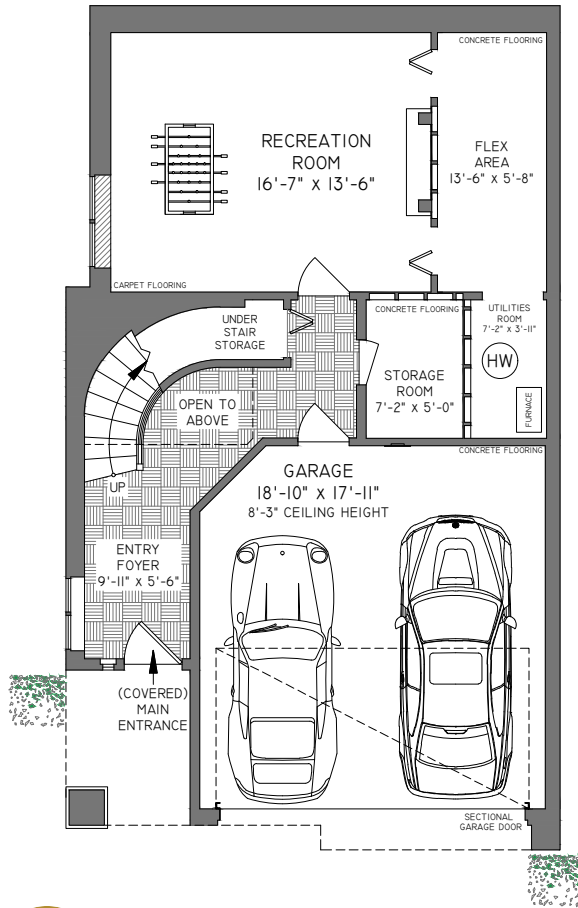 CONCRETE FLOORING
RECREATION
ROOM
16'-7" X 13'-6"
FLEX
AREA
13'-6" X 5'-8"
CARPET FLOORING
UNDER
STAIR
STORAGE
CONCRETE FLOORING
UTILITIES
ROOM
7'-2" X 3'-11"
HW
STORAGE
ROOM
7'-2" X 5'-0"
FURNACE
OPEN TO
ABOVE
UP
CONCRETE FLOORING
GARAGE
18'-10" X 17'-11"
8'-3" CEILING HEIGHT
ENTRY
FOYER
9'-11" X 5'-6"
(COVERED)
MAIN
ENTRANCE
SECTIONAL
GARAGE DOOR